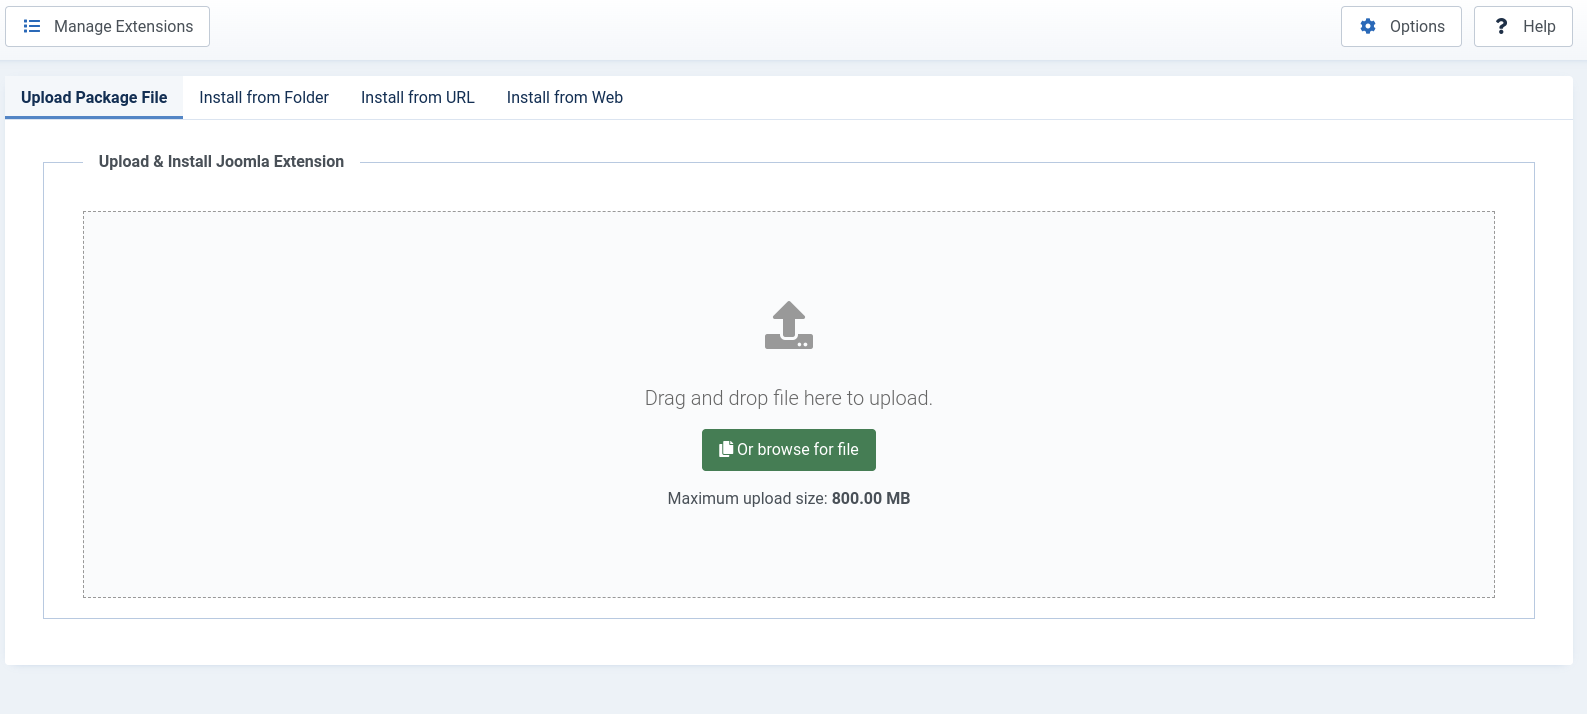 Manage Extensions
Options
Help
Upload Package File
Install from Folder
Install from URL
Install from Web
Upload & Install Joomla Extension
Drag and drop file here to upload.
Or browse for file
Maximum upload size: 800.00 MB